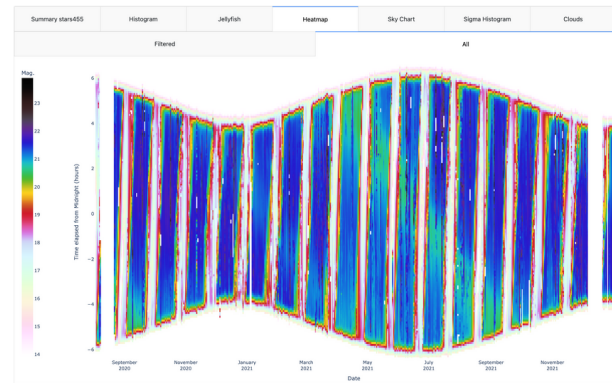 Summary stars455 Histogram Jellyfish Heatmap Sky Chart Sigma Histogram Clouds
Filtered All
Mag.
23
22
21
20
19
18
17
16
15
14
Time elapsed from Midnight (hours)
6
4
2
0
−2
−4
−6
September 2020
November 2020
January 2021
March 2021
May 2021
July 2021
September 2021
November 2021
Date